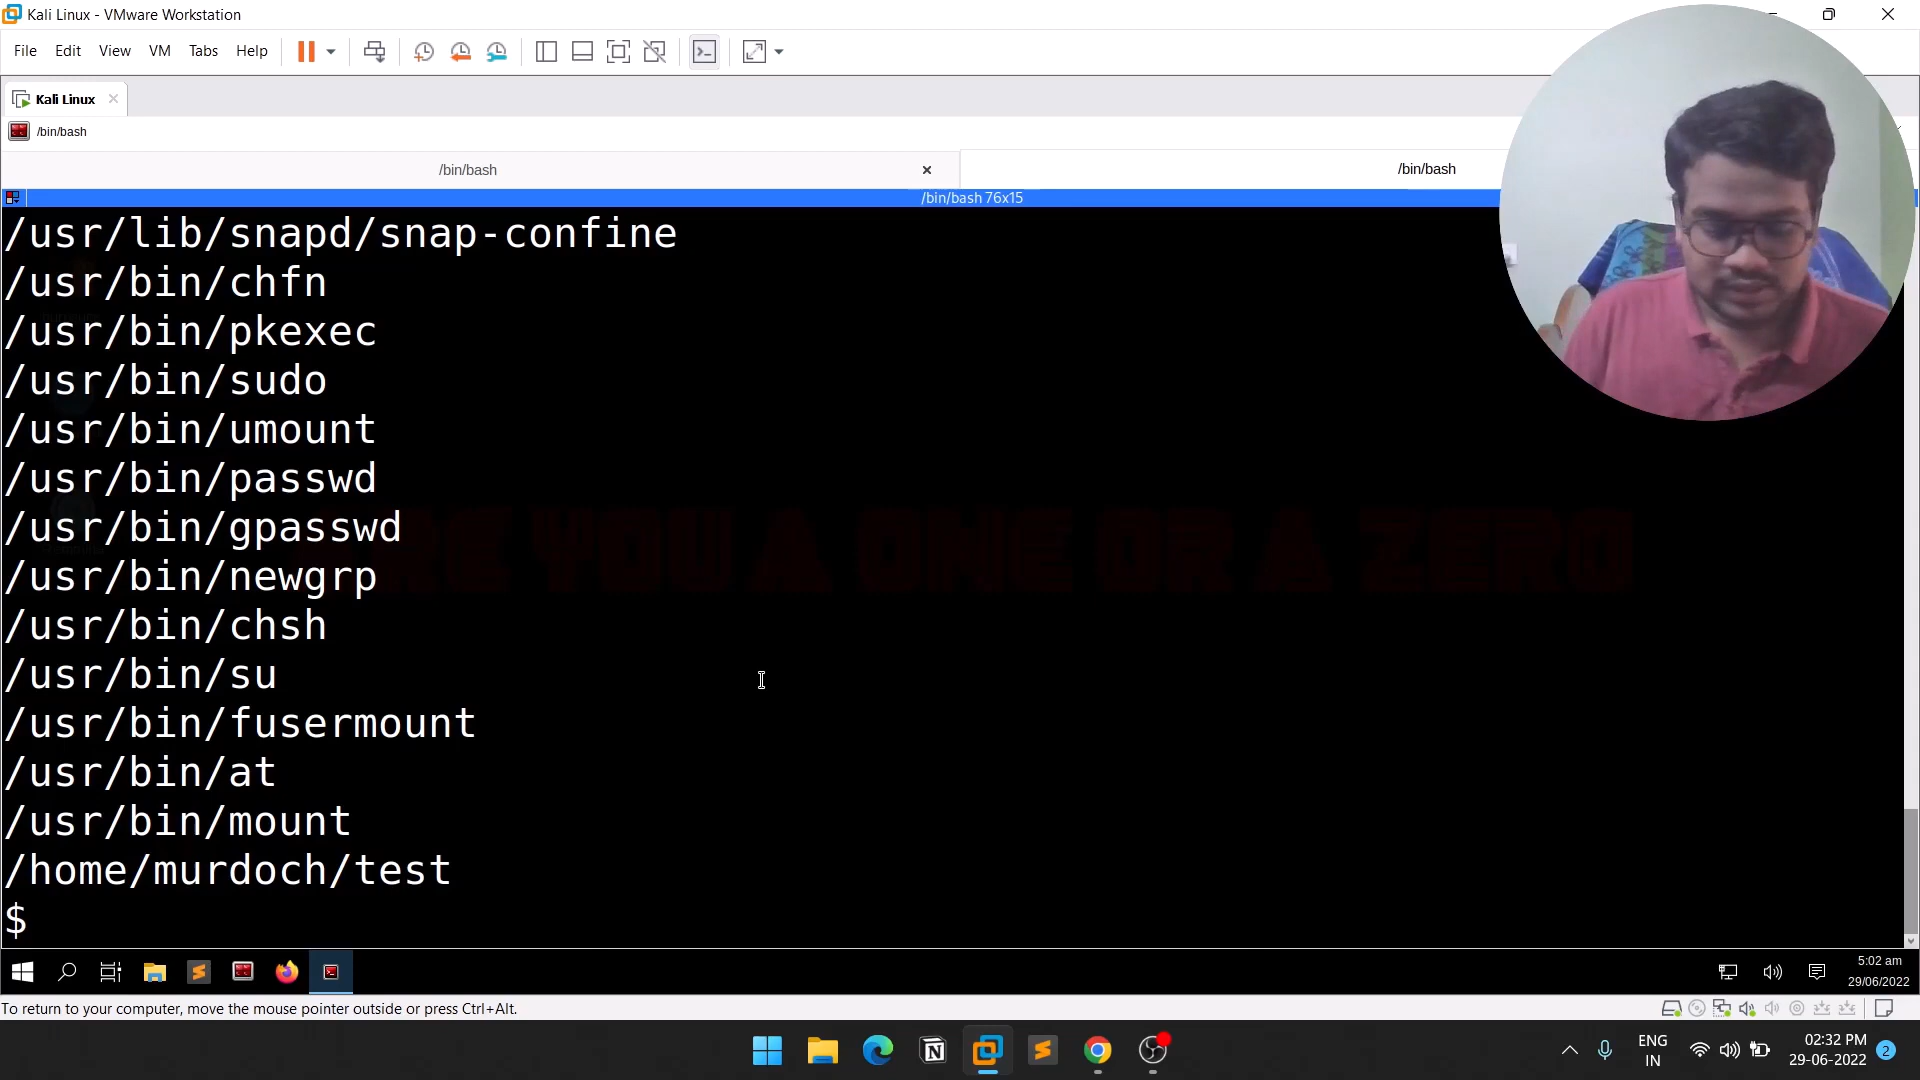 Kali Linux - VMware Workstation
File Edit View VM Tabs Help
Kali Linux
/bin/bash
/bin/bash
/bin/bash
/bin/bash 76x15
/usr/lib/snapd/snap-confine
/usr/bin/chfn
/usr/bin/pkexec
/usr/bin/sudo
/usr/bin/umount
/usr/bin/passwd
/usr/bin/gpasswd
/usr/bin/newgrp
/usr/bin/chsh
/usr/bin/su
/usr/bin/fusermount
/usr/bin/at
/usr/bin/mount
/home/murdoch/test
$
YOU A ONE OR A ZERO
5:02 am
29/06/2022
To return to your computer, move the mouse pointer outside or press Ctrl+Alt.
ENG
IN
02:32 PM
29-06-2022
2